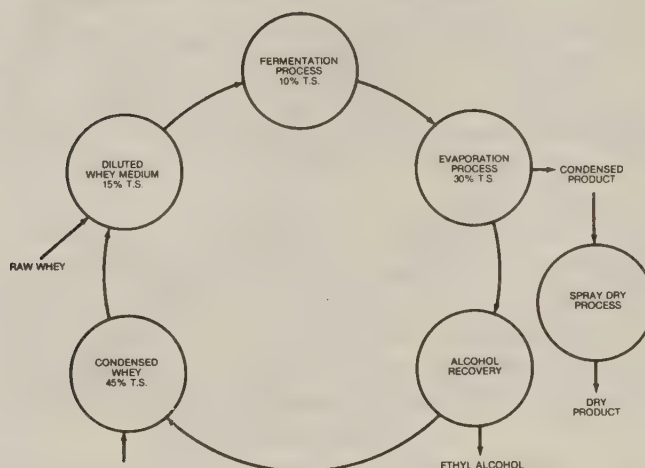 FERMENTATION
PROCESS
10% T.S.
DILUTED
WHEY MEDIUM
15% T.S.
EVAPORATION
PROCESS
30% T.S
CONDENSED
PRODUCT
RAW WHEY
SPRAY DRY
PROCESS
CONDENSED
WHEY
45% T.S.
ALCOHOL
RECOVERY
DRY
PRODUCT
ETHYL ALCOHOL